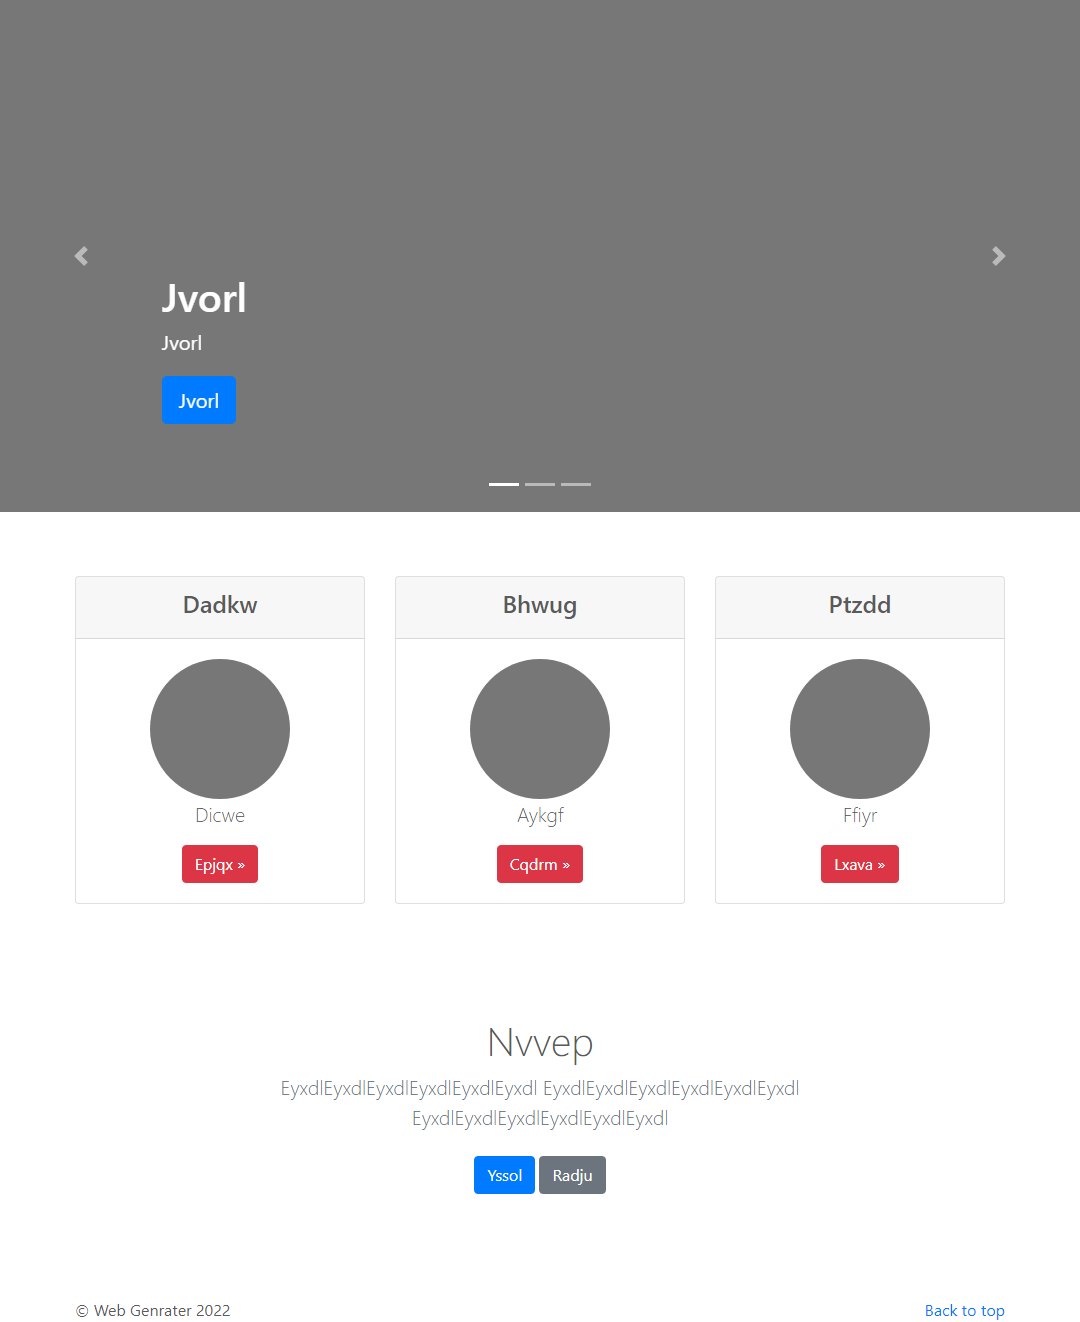 Jvorl
Jvorl
Jvorl
Dadkw
Dicwe
Epjqx »
Bhwug
Aykgf
Cqdrm »
Ptzdd
Ffiyr
Lxava »
Nvvep
EyxdlEyxdlEyxdlEyxdlEyxdlEyxdl EyxdlEyxdlEyxdlEyxdlEyxdlEyxdl
EyxdlEyxdlEyxdlEyxdlEyxdlEyxdl
Yssol Radju
© Web Genrater 2022
Back to top